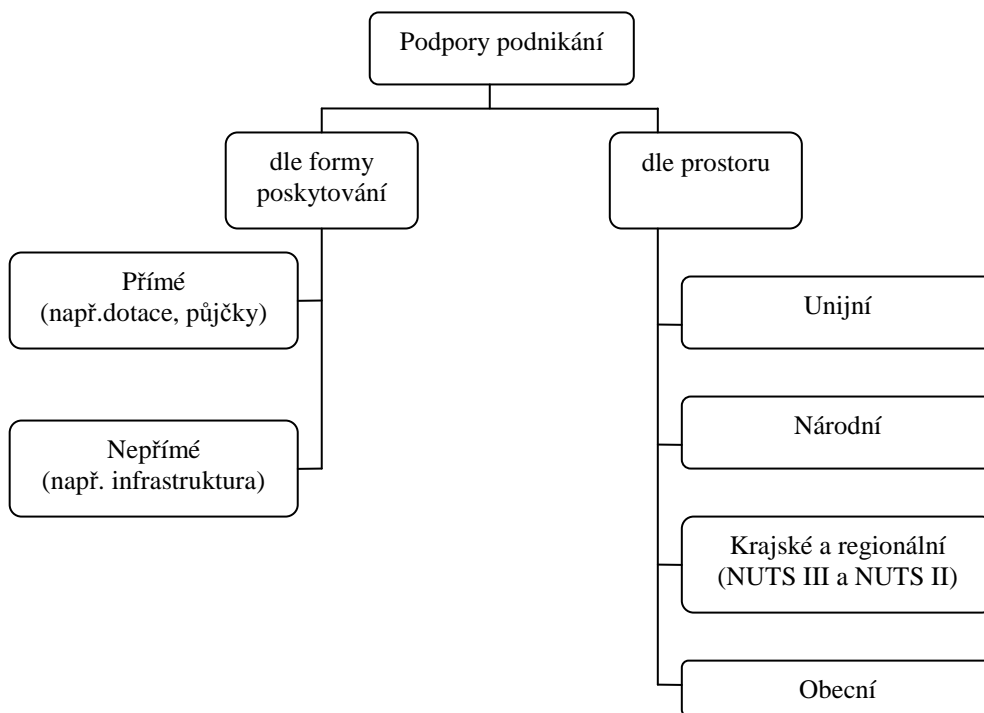 Podpory podnikání
dle formy
poskytování
dle prostoru
Přímé
(např.dotace, půjčky)
Nepřímé
(např. infrastruktura)
Unijní
Národní
Krajské a regionální
(NUTS III a NUTS II)
Obecní